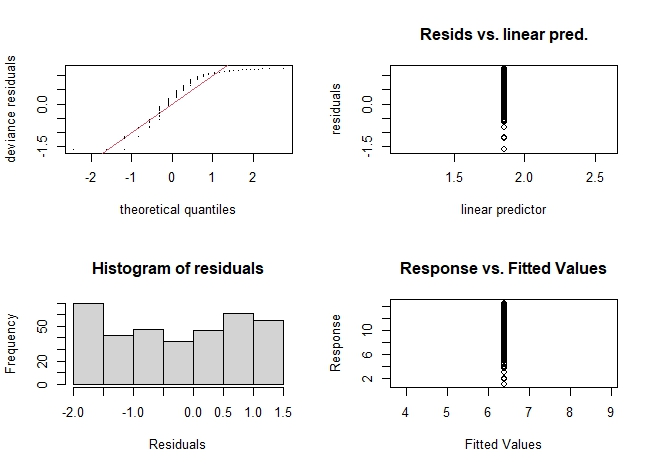 deviance residuals
0.0
-1.5
-2 -1 0 1 2
theoretical quantiles
Resids vs. linear pred.
residuals
0.0
-1.5
1.5 2.0 2.5
linear predictor
Histogram of residuals
Frequency
50
20
0
-2.0 -1.0 0.0 0.5 1.0 1.5
Residuals
Response vs. Fitted Values
Response
10
6
2
4 5 6 7 8 9
Fitted Values